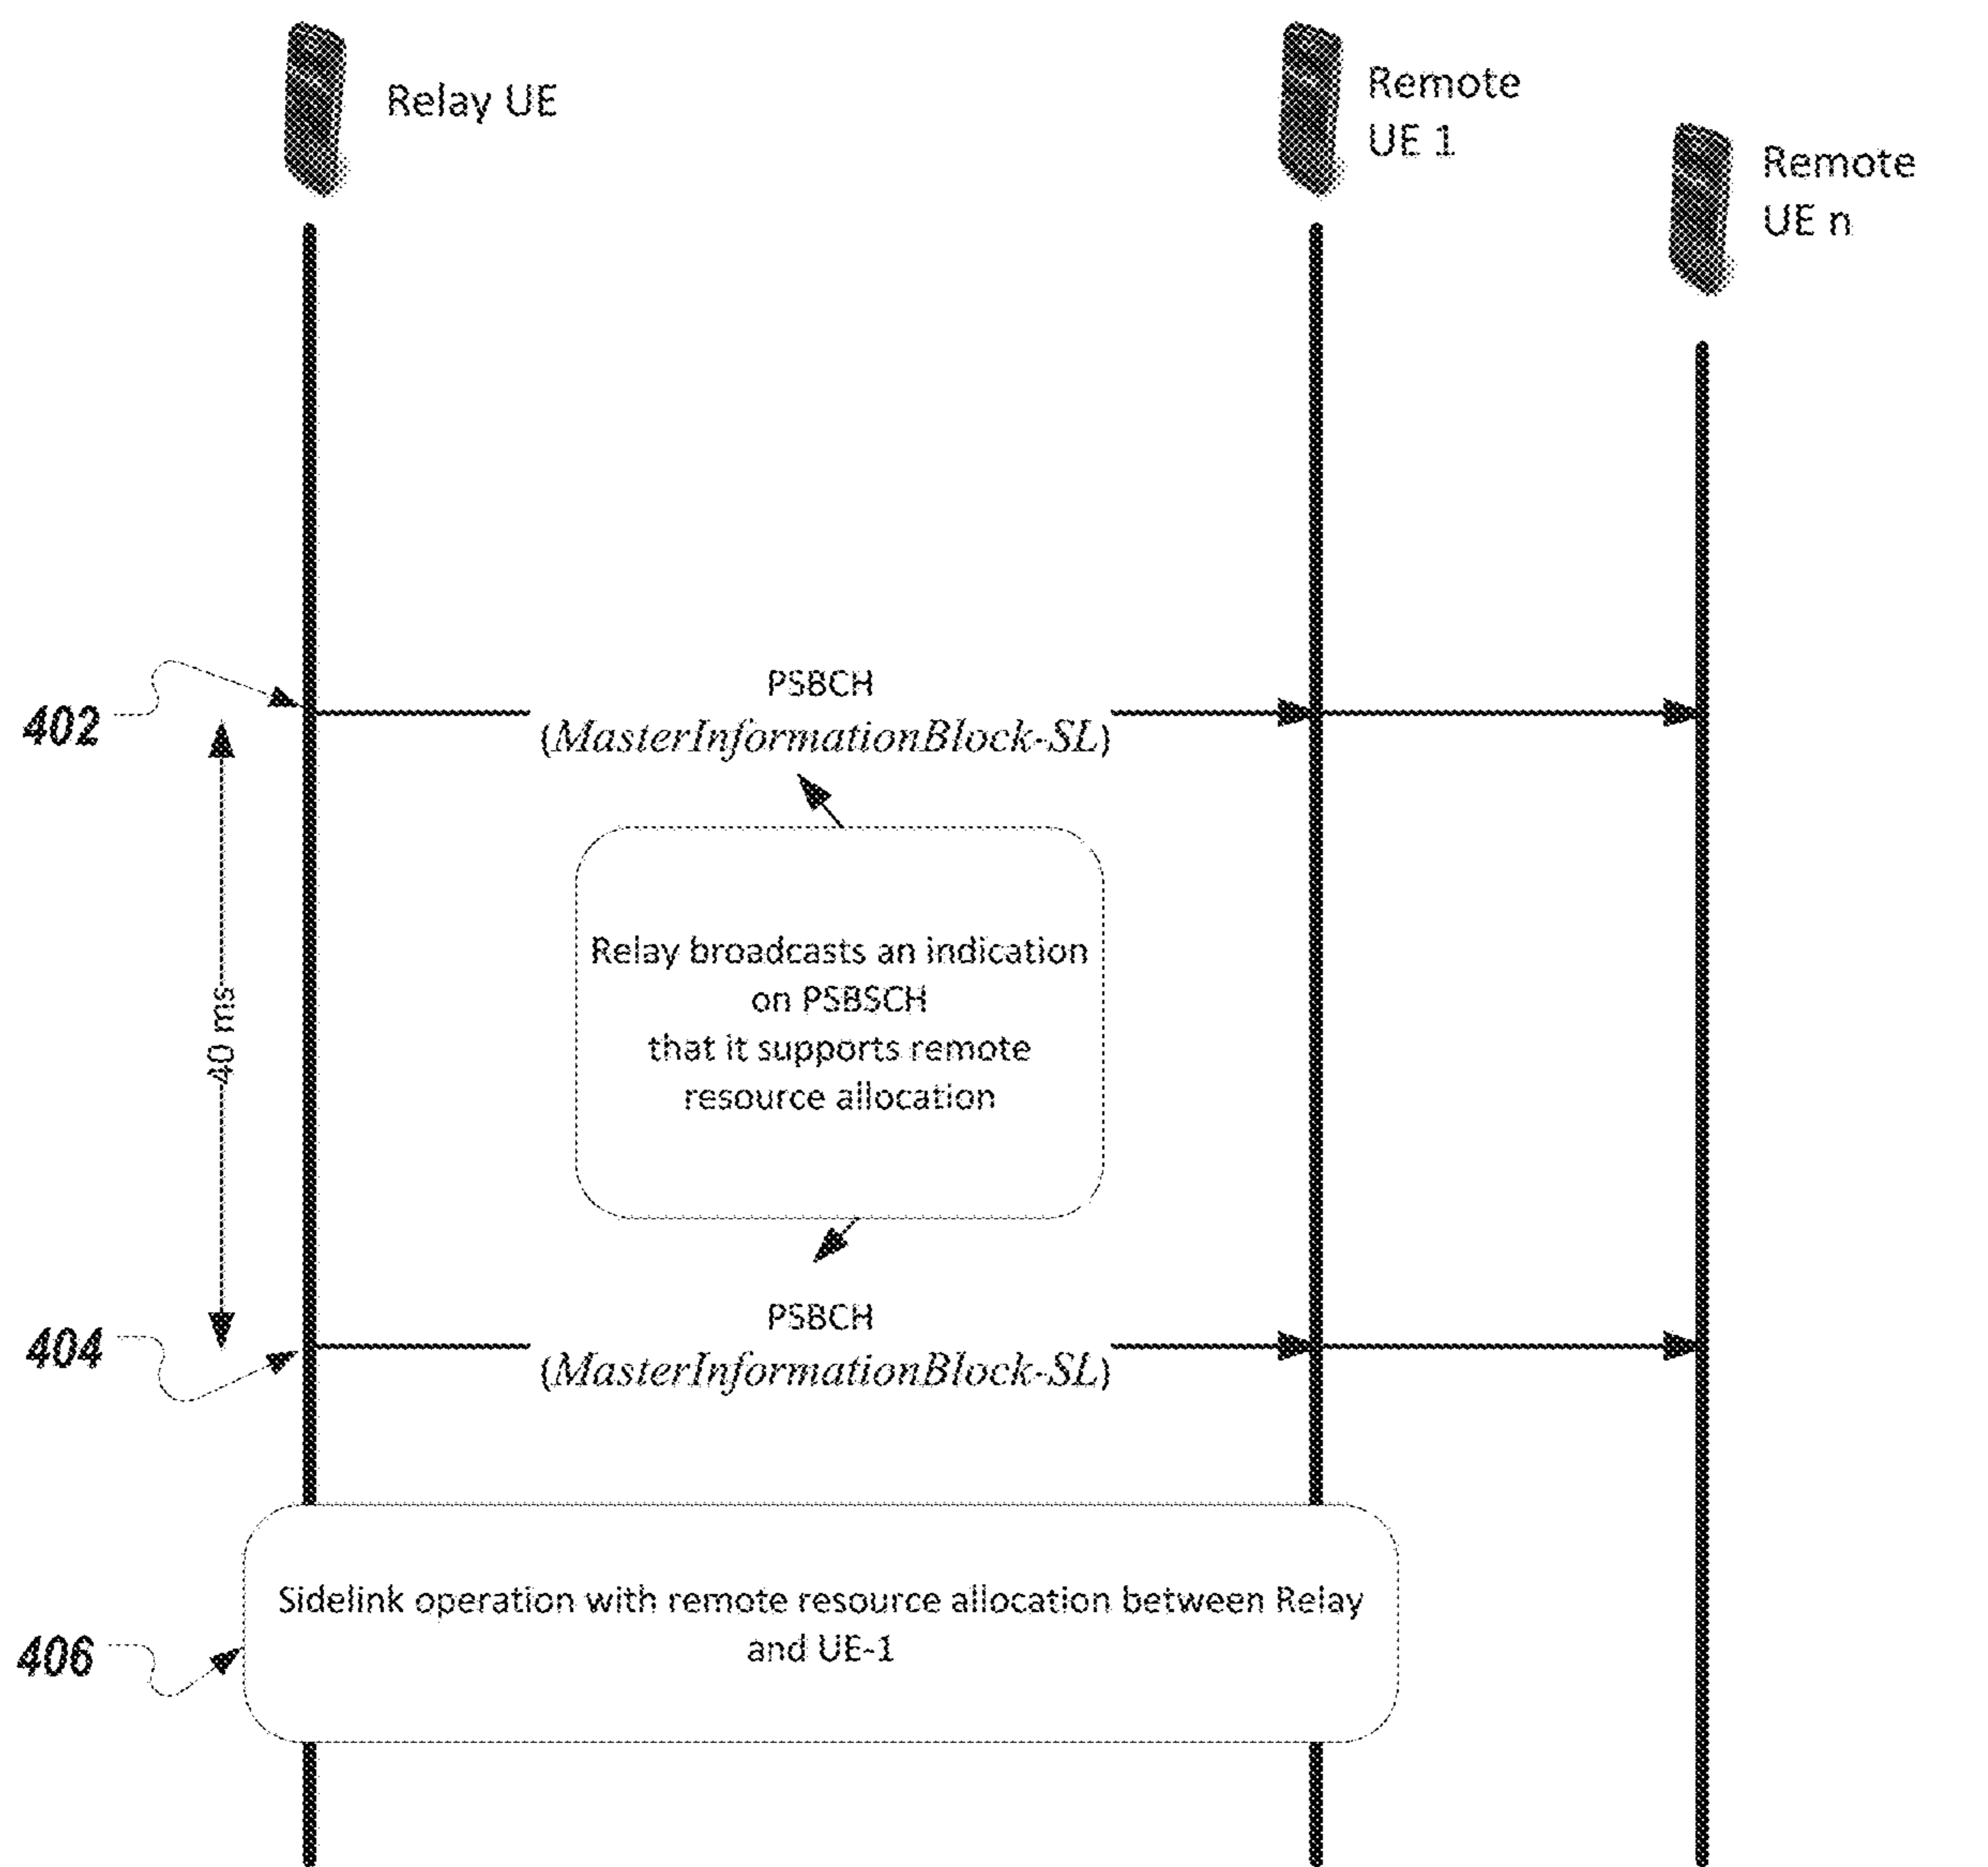 Relay UE
Remote
UE 1
Remote
UE n
PSBCH
402
(MasterInformationBlock-SL)
Relay broadcasts an indication
on PSBSCH
that it supports remote
resource allocation
40 ms
PSBCH
404
(MasterInformationBlock-SL)
Sidelink operation with remote resource allocation between Relay
and UE-1
406